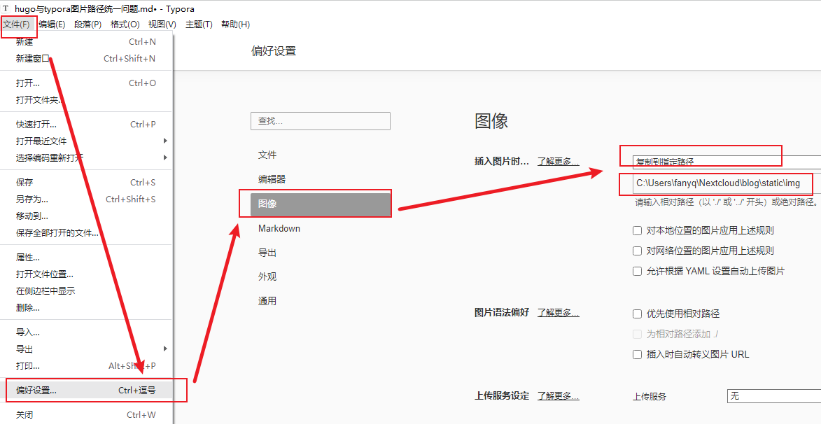 T hugo与typora图片路径统一问题.md• - Typora
文件(F) 编辑(E) 段落(P) 格式(O) 视图(V) 主题(T) 帮助(H)
新建 Ctrl+N
新建窗口 Ctrl+Shift+N
打开... Ctrl+O
打开文件夹...
快速打开... Ctrl+P
打开最近文件
选择编码重新打开
保存 Ctrl+S
另存为... Ctrl+Shift+S
移动到...
保存全部打开的文件...
属性...
打开文件位置...
在侧边栏中显示
删除...
导入...
导出
打印... Alt+Shift+P
偏好设置... Ctrl+逗号
关闭 Ctrl+W
偏好设置
查找...
文件
编辑器
图像
Markdown
导出
外观
通用
图像
插入图片时... 了解更多...
复制到指定路径
C:\Users\fanyq\Nextcloud\blog\static\img
请输入相对路径（以 './' 或 '../' 开头）或绝对路径。
对本地位置的图片应用上述规则
对网络位置的图片应用上述规则
允许根据 YAML 设置自动上传图片
图片语法偏好 了解更多...
优先使用相对路径
为相对路径添加 ./
插入时自动转义图片 URL
上传服务设定 了解更多...
上传服务 无